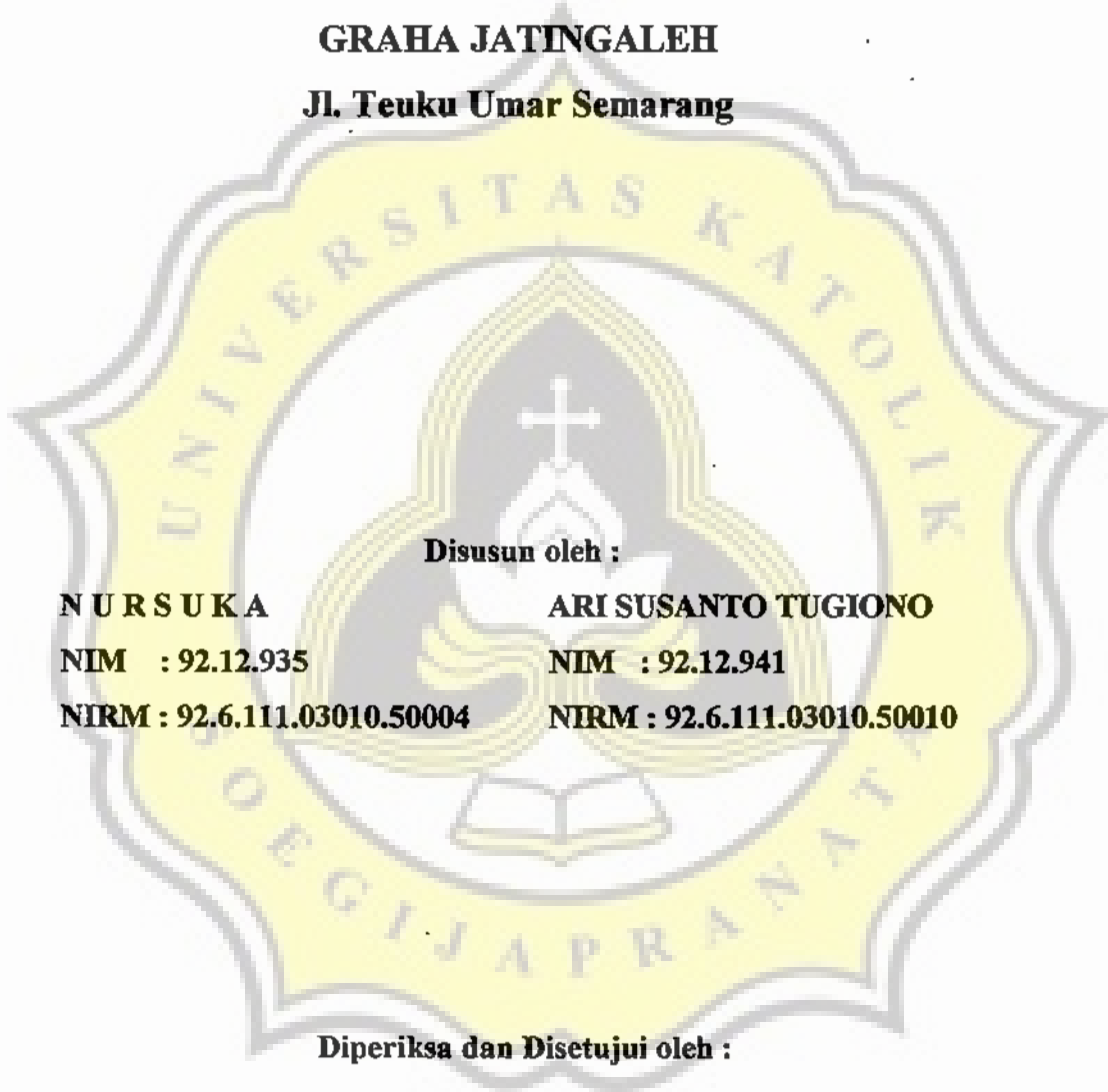 GRAHA JATINGALEH
Jl. Teuku Umar Semarang
UNIVERSITAS KATOLIK
Disusun oleh :
N U R S U K A ARI SUSANTO TUGIONO
NIM : 92.12.935 NIM : 92.12.941
NIRM : 92.6.111.03010.50004 NIRM : 92.6.111.03010.50010
SOEGIJAPRANATA
Diperiksa dan Disetujui oleh :